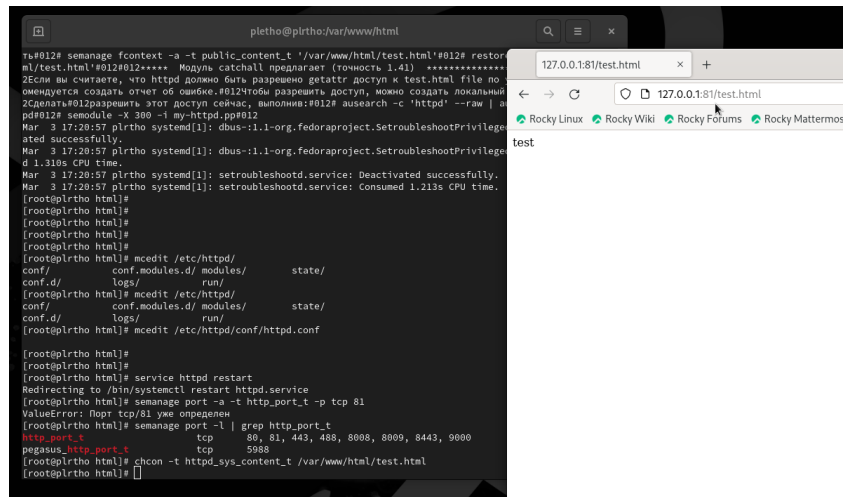 pletho@plrtho:/var/www/html
ть#012# semanage fcontext -a -t public_content_t '/var/www/html/test.html'#012# restor
ml/test.html'#012#012***** Модуль catchall предлагает (точность 1.41) **************
2Если вы считаете, что httpd должно быть разрешено getattr доступ к test.html file по
омендуется создать отчет об ошибке.#012Чтобы разрешить доступ, можно создать локальный
2Сделать#012разрешить этот доступ сейчас, выполнив:#012# ausearch -c 'httpd' --raw | a
pd#012# semodule -X 300 -i my-httpd.pp#012
Mar  3 17:20:57 plrtho systemd[1]: dbus-:1.1-org.fedoraproject.SetroubleshootPrivilege
ated successfully.
Mar  3 17:20:57 plrtho systemd[1]: dbus-:1.1-org.fedoraproject.SetroubleshootPrivilege
d 1.310s CPU time.
Mar  3 17:20:57 plrtho systemd[1]: setroubleshootd.service: Deactivated successfully.
Mar  3 17:20:57 plrtho systemd[1]: setroubleshootd.service: Consumed 1.213s CPU time.
[root@plrtho html]#
[root@plrtho html]#
[root@plrtho html]#
[root@plrtho html]#
[root@plrtho html]#
[root@plrtho html]# mcedit /etc/httpd/
conf/ conf.modules.d/ modules/ state/
conf.d/ logs/ run/
[root@plrtho html]# mcedit /etc/httpd/
conf/ conf.modules.d/ modules/ state/
conf.d/ logs/ run/
[root@plrtho html]# mcedit /etc/httpd/conf/httpd.conf
[root@plrtho html]#
[root@plrtho html]#
[root@plrtho html]# service httpd restart
Redirecting to /bin/systemctl restart httpd.service
[root@plrtho html]# semanage port -a -t http_port_t -p tcp 81
ValueError: Порт tcp/81 уже определен
[root@plrtho html]# semanage port -l | grep http_port_t
http_port_t tcp 80, 81, 443, 488, 8008, 8009, 8443, 9000
pegasus_http_port_t tcp 5988
[root@plrtho html]# chcon -t httpd_sys_content_t /var/www/html/test.html
[root@plrtho html]#
127.0.0.1:81/test.html
127.0.0.1:81/test.html
Rocky Linux Rocky Wiki Rocky Forums Rocky Mattermos
test